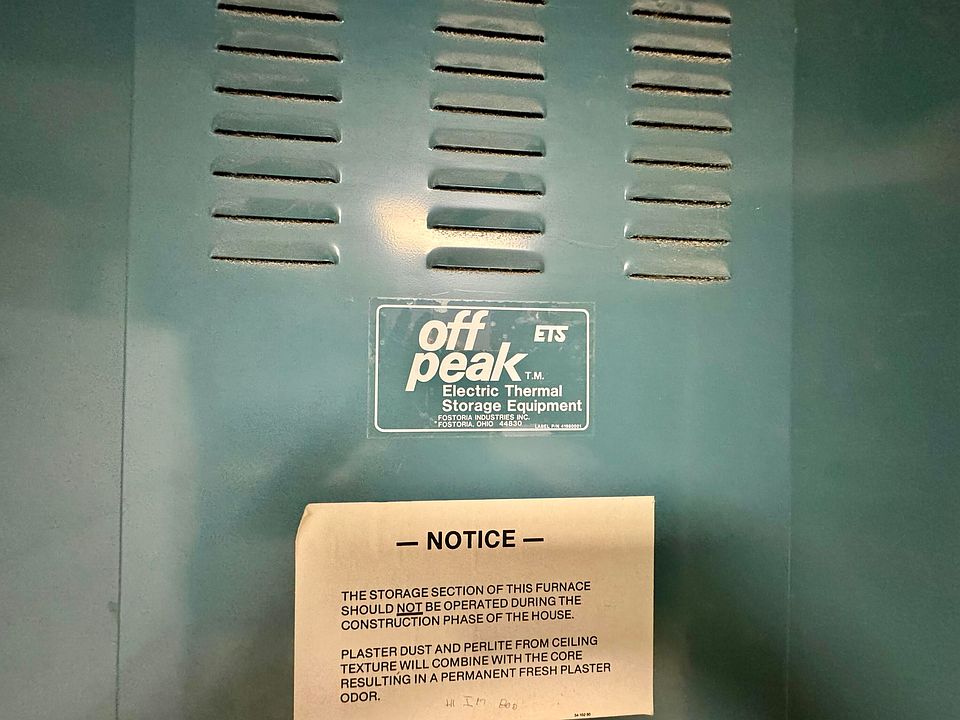 off
peak T.M.
ETS
Electric Thermal
Storage Equipment
FOSTORIA INDUSTRIES INC.
FOSTORIA, OHIO 44830
LABEL P/N
— NOTICE —
THE STORAGE SECTION OF THIS FURNACE
SHOULD NOT BE OPERATED DURING THE
CONSTRUCTION PHASE OF THE HOUSE.
PLASTER DUST AND PERLITE FROM CEILING
TEXTURE WILL COMBINE WITH THE CORE
RESULTING IN A PERMANENT FRESH PLASTER
ODOR.
HI I'M